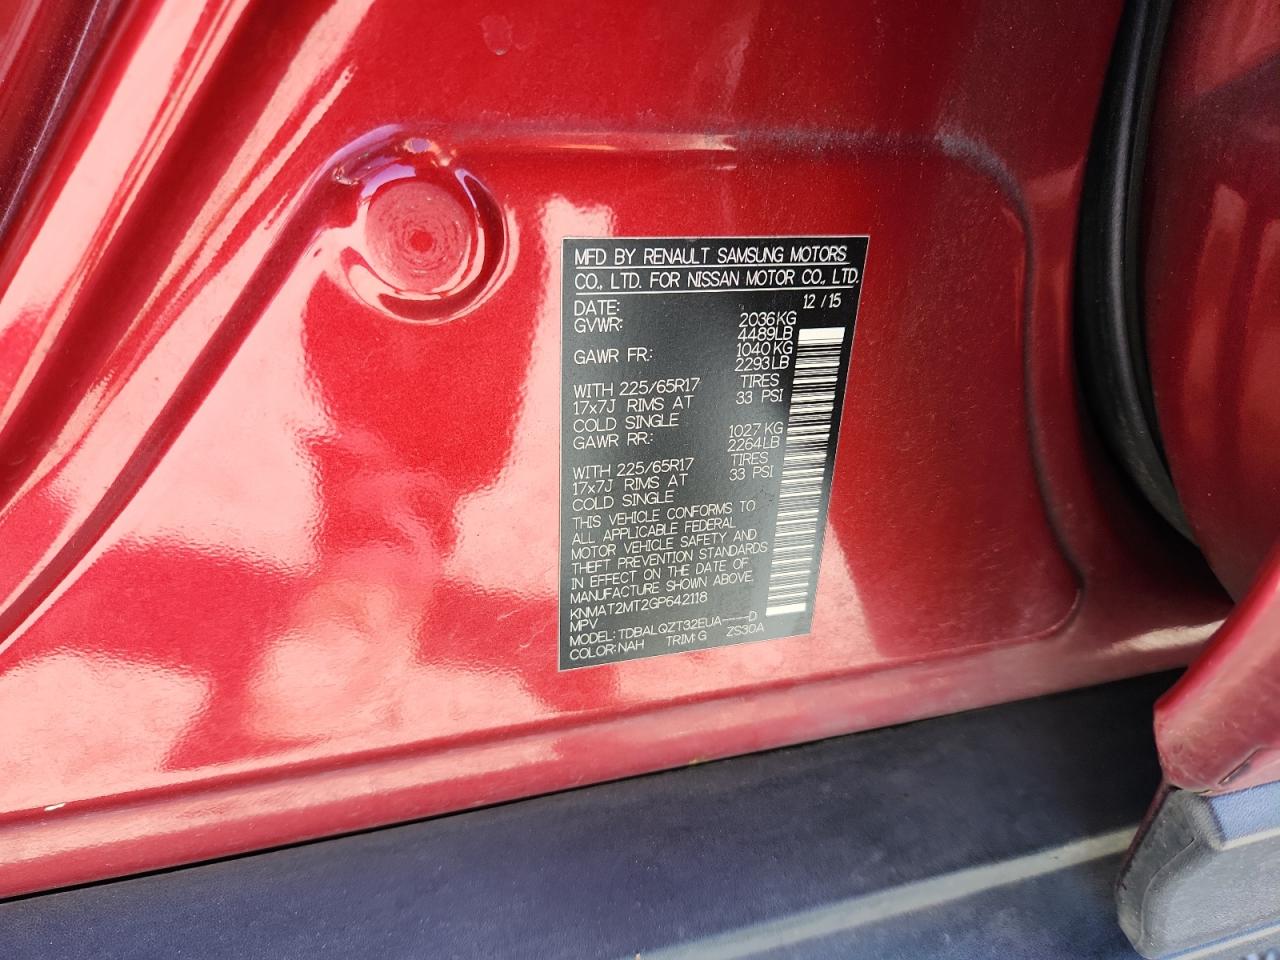 MFD BY RENAULT SAMSUNG MOTORS
CO., LTD. FOR NISSAN MOTOR CO., LTD.
DATE: 12 / 15
GVWR: 2036KG
4489LB
GAWR FR.: 1040KG
2293LB
WITH 225/65R17 TIRES
17x7J RIMS AT 33 PSI
COLD SINGLE
GAWR RR.: 1027KG
2264LB
WITH 225/65R17 TIRES
17x7J RIMS AT 33 PSI
COLD SINGLE
THIS VEHICLE CONFORMS TO
ALL APPLICABLE FEDERAL
MOTOR VEHICLE SAFETY AND
THEFT PREVENTION STANDARDS
IN EFFECT ON THE DATE OF
MANUFACTURE SHOWN ABOVE.
KNMAT2MT2GP642118
MPV
MODEL: TDBALQZT32EUA----D
COLOR: NAH TRIM: G ZS30A